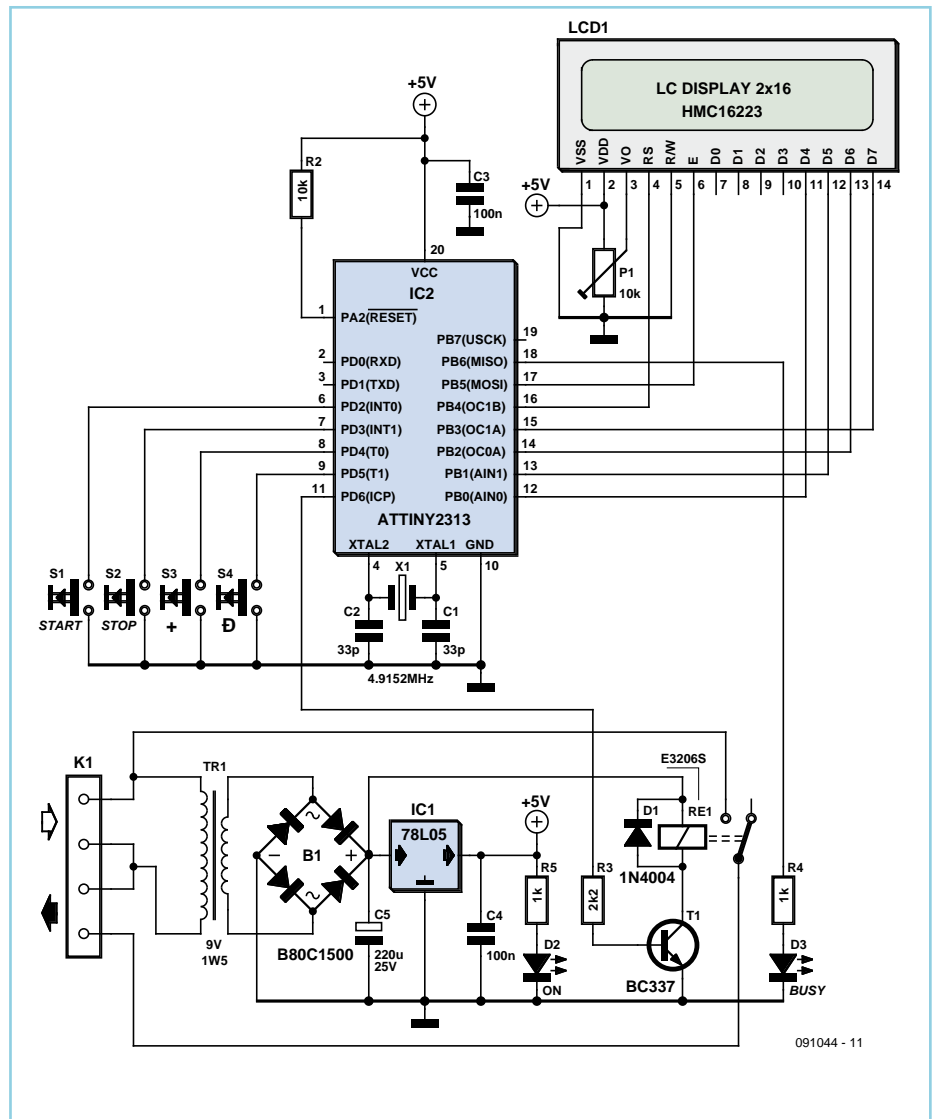 LCD1
LC DISPLAY 2x16
HMC16223
VSS VDD VO RS R/W E D0 D1 D2 D3 D4 D5 D6 D7
1 2 3 4 5 6 7 8 9 10 11 12 13 14
+5V
+5V
R2
10k
C3
100n
P1
10k
20
VCC
IC2
1 PA2(RESET)
PB7(USCK) 19
2 PD0(RXD)
PB6(MISO) 18
3 PD1(TXD)
PB5(MOSI) 17
6 PD2(INT0)
PB4(OC1B) 16
7 PD3(INT1)
PB3(OC1A) 15
8 PD4(T0)
PB2(OC0A) 14
9 PD5(T1)
PB1(AIN1) 13
11 PD6(ICP)
PB0(AIN0) 12
ATTINY2313
XTAL2 XTAL1 GND
4 5 10
X1
C2
33p
C1
33p
4.9152MHz
S1 S2 S3 S4
START STOP + Đ
K1
TR1
9V
1W5
B1
B80C1500
IC1
78L05
+5V
C5
220u
25V
C4
100n
R5
1k
D2
ON
R3
2k2
D1
1N4004
E3206S
RE1
T1
BC337
R4
1k
D3
BUSY
091044 - 11